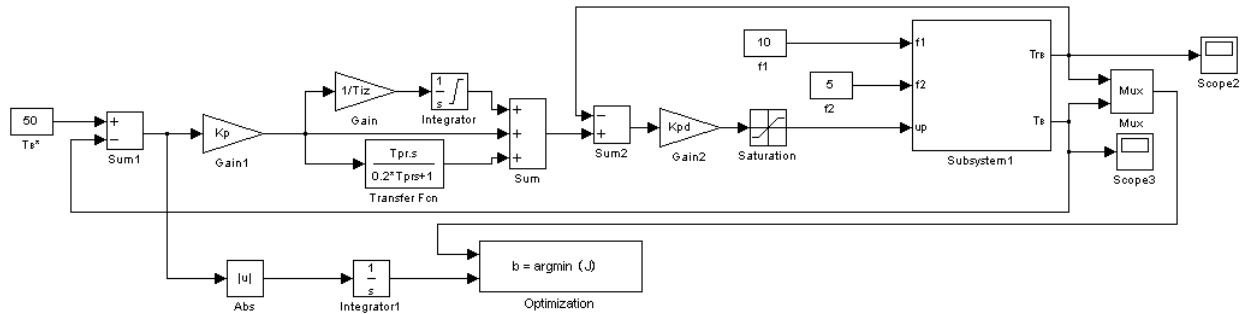 50
Tв*
+
−
Sum1
Kp
Gain1
1/Tiz
Gain
1
s
Integrator
Tpr.s
0.2*Tprs+1
Transfer Fcn
+
+
+
Sum
−
+
Sum2
Kpd
Gain2
Saturation
10
f1
5
f2
f1
f2
up
Tгв
Tв
Subsystem1
Mux
Mux
Scope2
Scope3
|u|
Abs
1
s
Integrator1
b = argmin (J)
Optimization